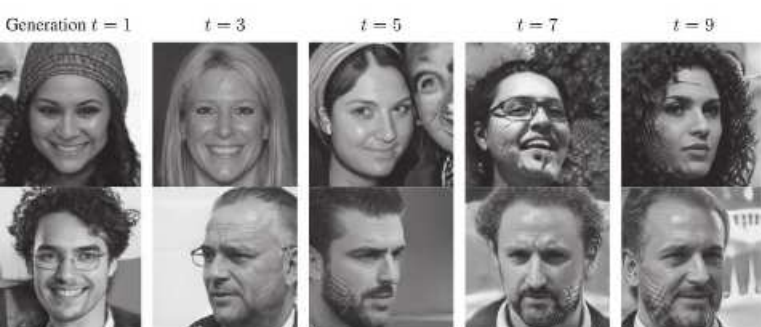 Generation t = 1 t = 3 t = 5 t = 7 t = 9